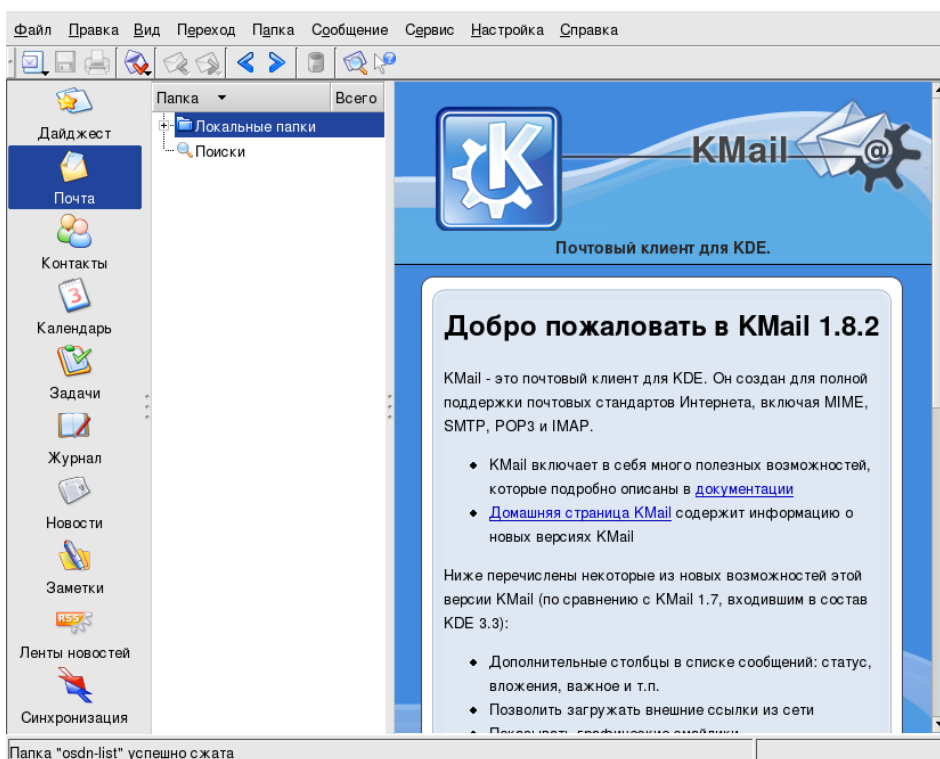 Файл Правка Вид Переход Папка Сообщение Сервис Настройка Справка
Папка Всего
Локальные папки
Поиски
Дайджест
Почта
Контакты
3
Календарь
Задачи
Журнал
Новости
Заметки
RSS
Ленты новостей
Синхронизация
K
KMail
@
Почтовый клиент для KDE.
Добро пожаловать в KMail 1.8.2
KMail - это почтовый клиент для KDE. Он создан для полной
поддержки почтовых стандартов Интернета, включая MIME,
SMTP, POP3 и IMAP.
KMail включает в себя много полезных возможностей,
которые подробно описаны в документации
Домашняя страница KMail содержит информацию о
новых версиях KMail
Ниже перечислены некоторые из новых возможностей этой
версии KMail (по сравнению с KMail 1.7, входившим в состав
KDE 3.3):
Дополнительные столбцы в списке сообщений: статус,
вложения, важное и т.п.
Позволить загружать внешние ссылки из сети
Папка "osdn-list" успешно сжата